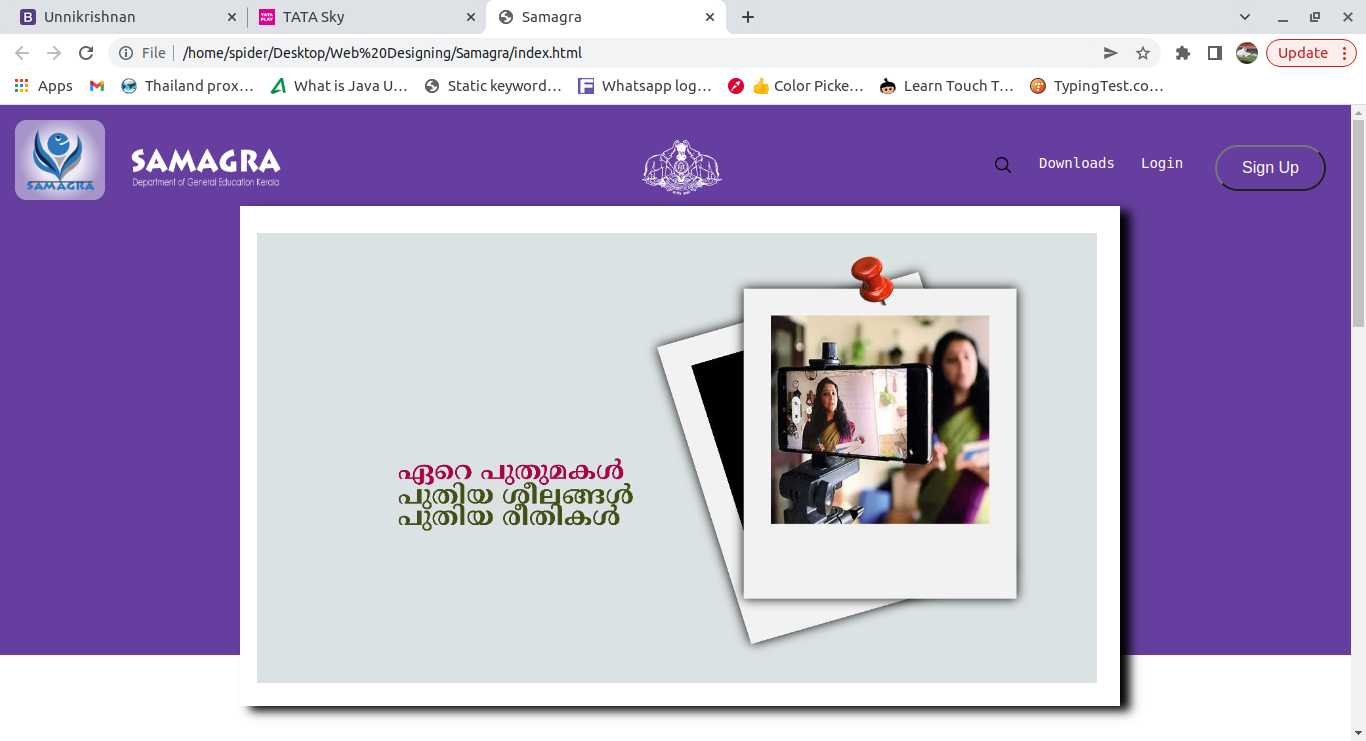 Unnikrishnan
TATA PLAY
TATA Sky
Samagra
File
/home/spider/Desktop/Web%20Designing/Samagra/index.html
Update
Apps
Thailand prox…
What is Java U…
Static keyword…
Whatsapp log…
👍 Color Picke…
Learn Touch T…
TypingTest.co…
SAMAGRA
SAMAGRA
Department of General Education Kerala
Downloads
Login
Sign Up
ഏറെ പുതുമകൾ
പുതിയ ശീലങ്ങൾ
പുതിയ രീതികൾ